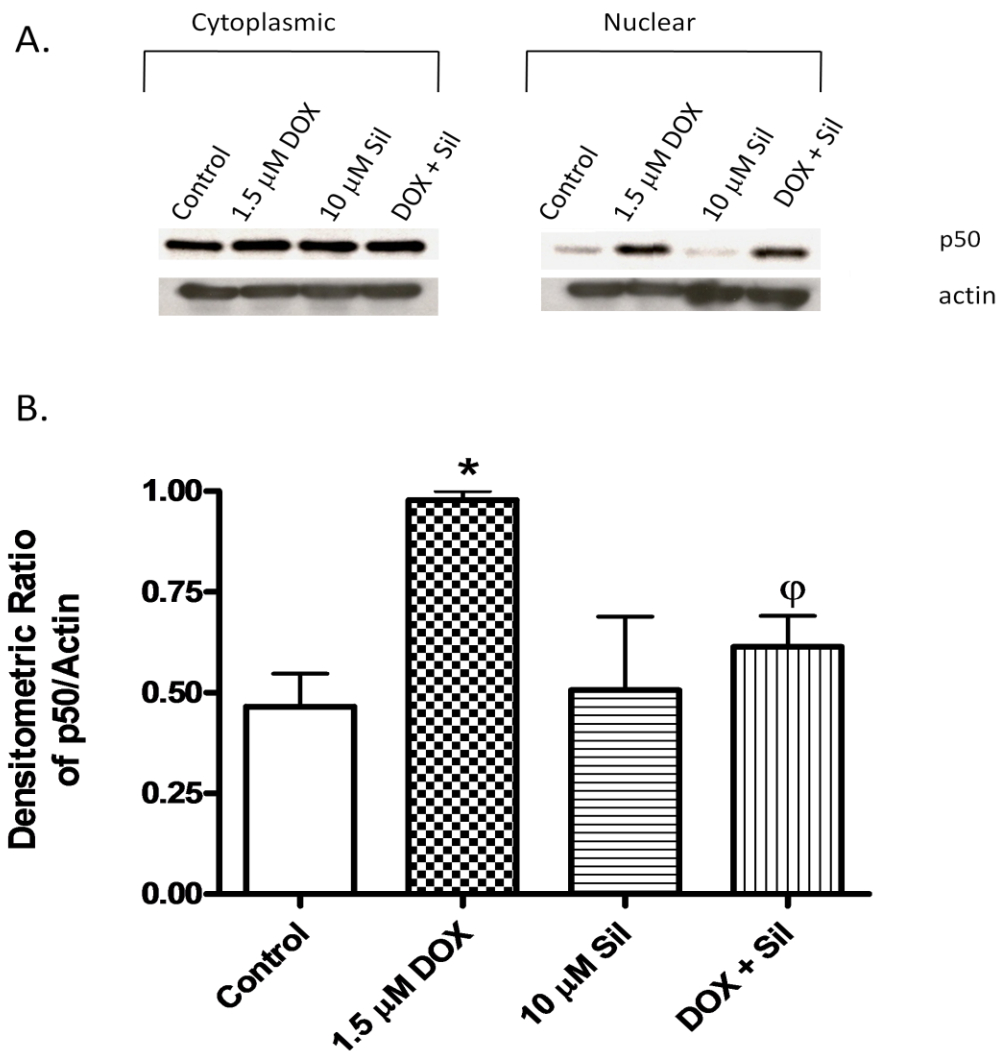 A.
Cytoplasmic
Nuclear
Control
1.5 µM DOX
10 µM Sil
DOX + Sil
Control
1.5 µM DOX
10 µM Sil
DOX + Sil
p50
actin
B.
Densitometric Ratio
of p50/Actin
1.00
0.75
0.50
0.25
0.00
*
φ
Control
1.5 µM DOX
10 µM Sil
DOX + Sil